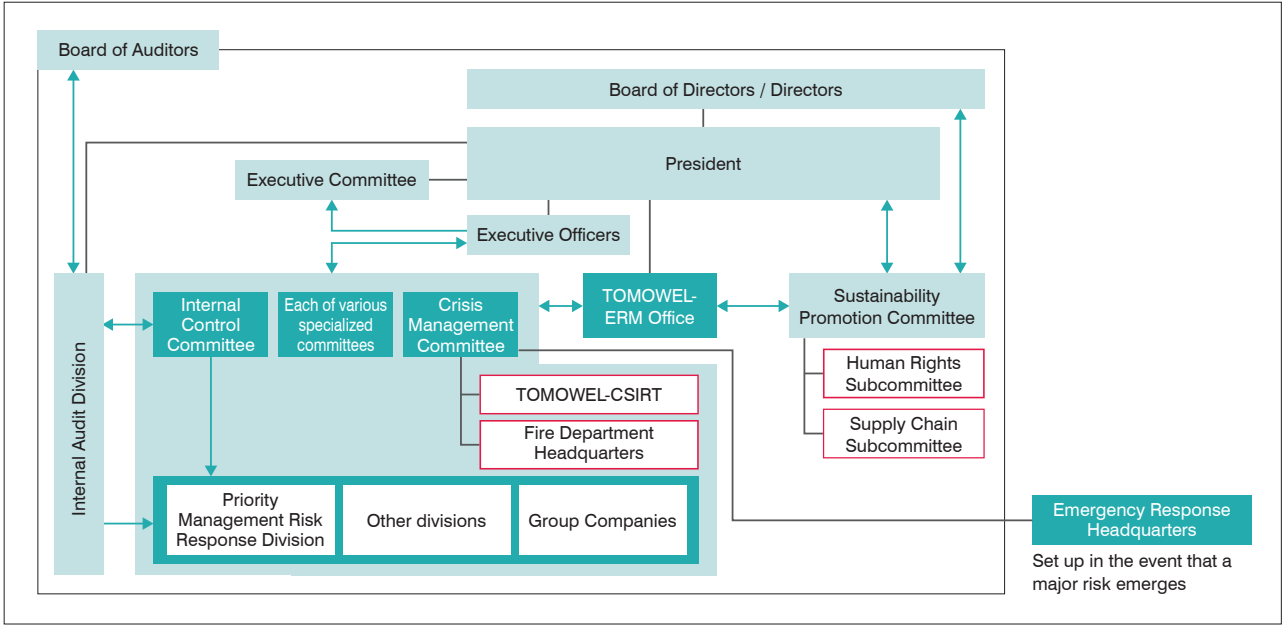 Board of Auditors
Board of Directors / Directors
President
Executive Committee
Executive Officers
Internal Audit Division
Internal
Control
Committee
Each of various
specialized
committees
Crisis
Management
Committee
TOMOWEL-
ERM Office
Sustainability
Promotion Committee
Human Rights
Subcommittee
Supply Chain
Subcommittee
TOMOWEL-CSIRT
Fire Department
Headquarters
Priority
Management Risk
Response Division
Other divisions
Group Companies
Emergency Response
Headquarters
Set up in the event that a
major risk emerges